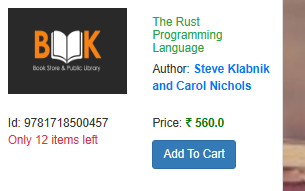 BOOK
Book Store & Public Library
The Rust
Programming
Language
Author: Steve Klabnik
and Carol Nichols
Id: 9781718500457
Only 12 items left
Price: ₹ 560.0
Add To Cart